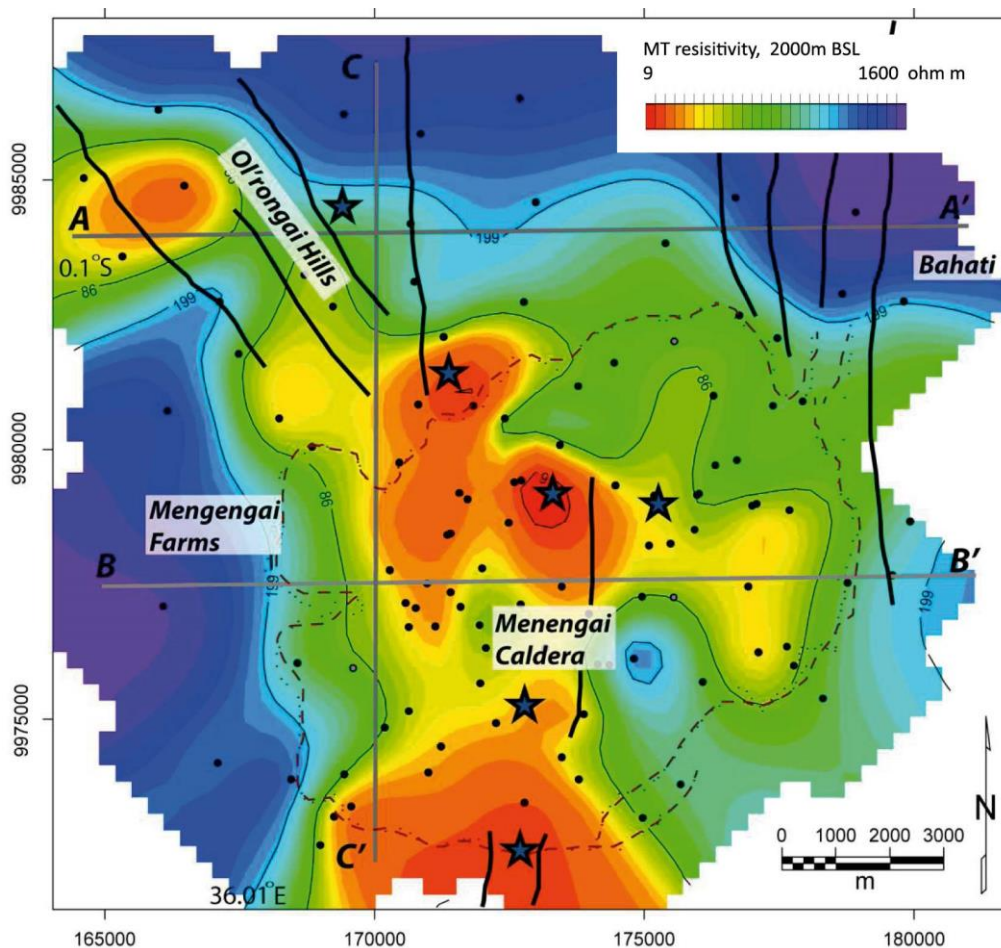 MT resisitivity, 2000m BSL
9 1600 ohm m
C
Ol'rongai Hills
9985000
A
A'
199
0.1°S
86
Bahati
199
199
86
9980000
9
Mengengai
Farms
86
B
B'
199
199
Menengai
Caldera
9975000
C'
N
0 1000 2000 3000
m
36.01°E
165000 170000 175000 180000